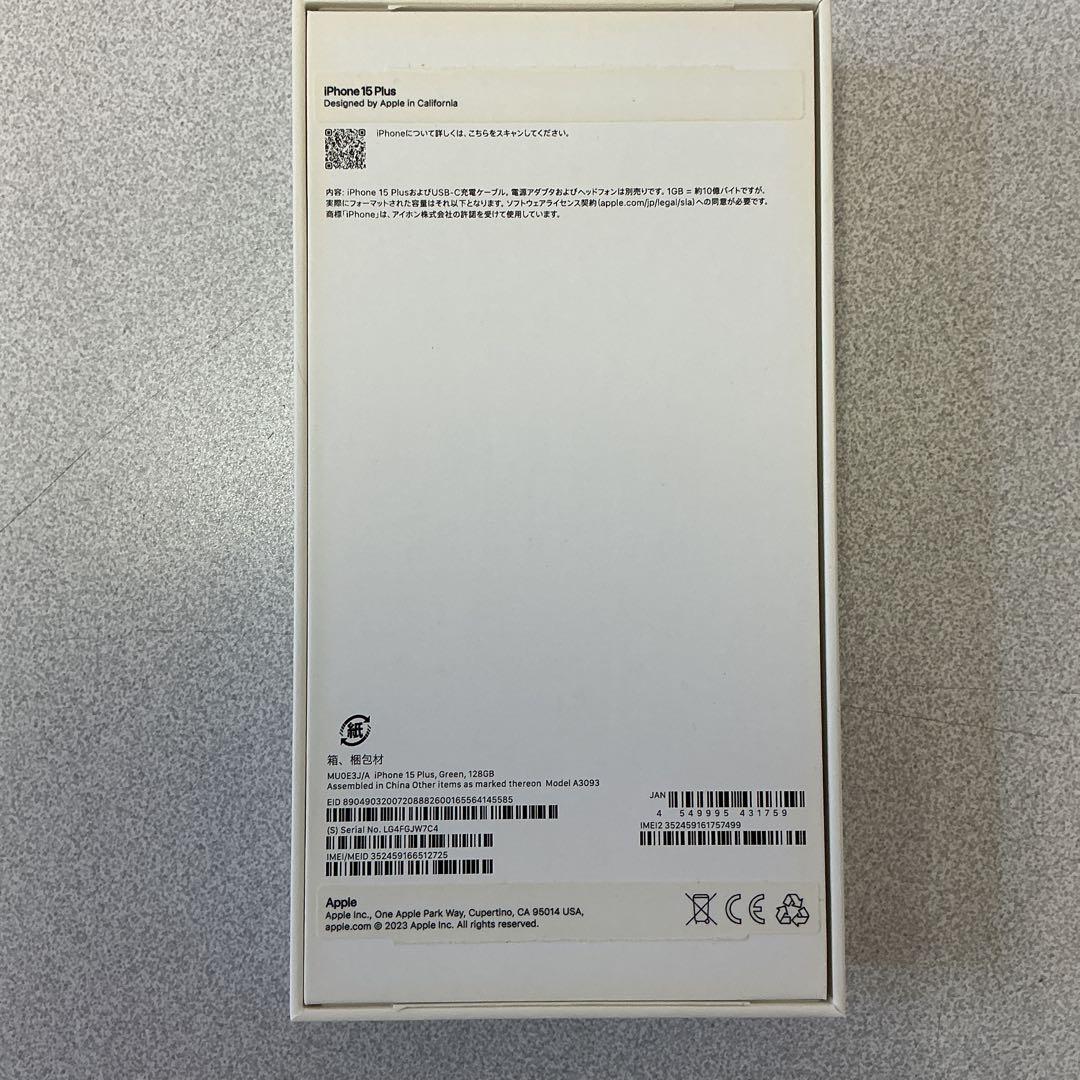 iPhone 15 Plus
Designed by Apple in California
iPhoneについて詳しくは、こちらをスキャンしてください。
内容: iPhone 15 PlusおよびUSB-C充電ケーブル。電源アダプタおよびヘッドフォンは別売りです。1GB = 約10億バイトですが、
実際にフォーマットされた容量はそれ以下となります。ソフトウェアライセンス契約(apple.com/jp/legal/sla)への同意が必要です。
商標「iPhone」は、アイホン株式会社の許諾を受けて使用しています。
紙
箱、梱包材
MU0E3J/A iPhone 15 Plus, Green, 128GB
Assembled in China Other items as marked thereon Model A3093
EID 89049032007208882600165564145585
(S) Serial No. LG4FGJW7C4
IMEI/MEID 352459166512725
JAN
4 549995 431759
IMEI2 352459161757499
Apple
Apple Inc., One Apple Park Way, Cupertino, CA 95014 USA,
apple.com © 2023 Apple Inc. All rights reserved.
CE